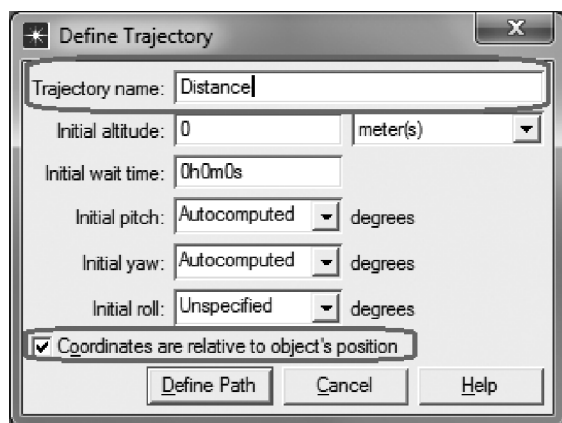 Define Trajectory
Trajectory name: Distance
Initial altitude: 0 meter(s)
Initial wait time: 0h0m0s
Initial pitch: Autocomputed degrees
Initial yaw: Autocomputed degrees
Initial roll: Unspecified degrees
Coordinates are relative to object's position
Define Path Cancel Help